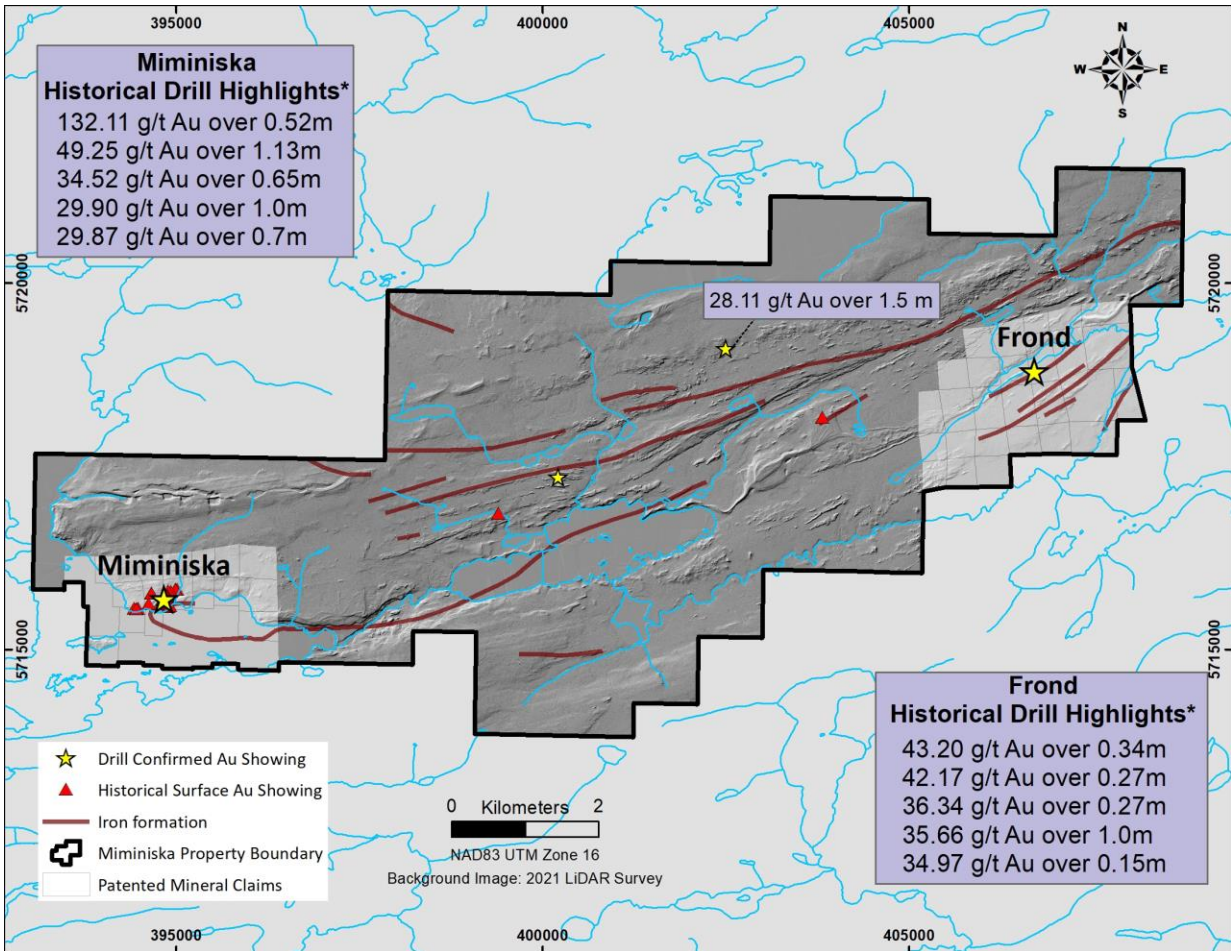 395000
400000
405000
Miminiska
Historical Drill Highlights*
132.11 g/t Au over 0.52m
49.25 g/t Au over 1.13m
34.52 g/t Au over 0.65m
29.90 g/t Au over 1.0m
29.87 g/t Au over 0.7m
N
W
E
S
5720000
5720000
28.11 g/t Au over 1.5 m
Frond
Miminiska
5715000
5715000
Frond
Historical Drill Highlights*
43.20 g/t Au over 0.34m
42.17 g/t Au over 0.27m
36.34 g/t Au over 0.27m
35.66 g/t Au over 1.0m
34.97 g/t Au over 0.15m
Drill Confirmed Au Showing
Historical Surface Au Showing
Iron formation
Miminiska Property Boundary
Patented Mineral Claims
0 Kilometers 2
NAD83 UTM Zone 16
Background Image: 2021 LiDAR Survey
395000
400000
405000